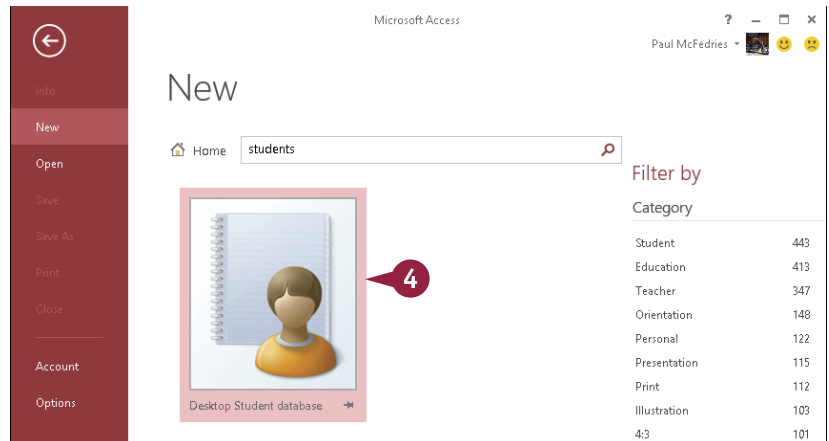 Microsoft Access
?
Paul McFedries
Info
New
Open
Save
Save As
Print
Close
Account
Options
New
Home
students
4
Desktop Student database
Filter by
Category
Student 443
Education 413
Teacher 347
Orientation 148
Personal 122
Presentation 115
Print 112
Illustration 103
4:3 101